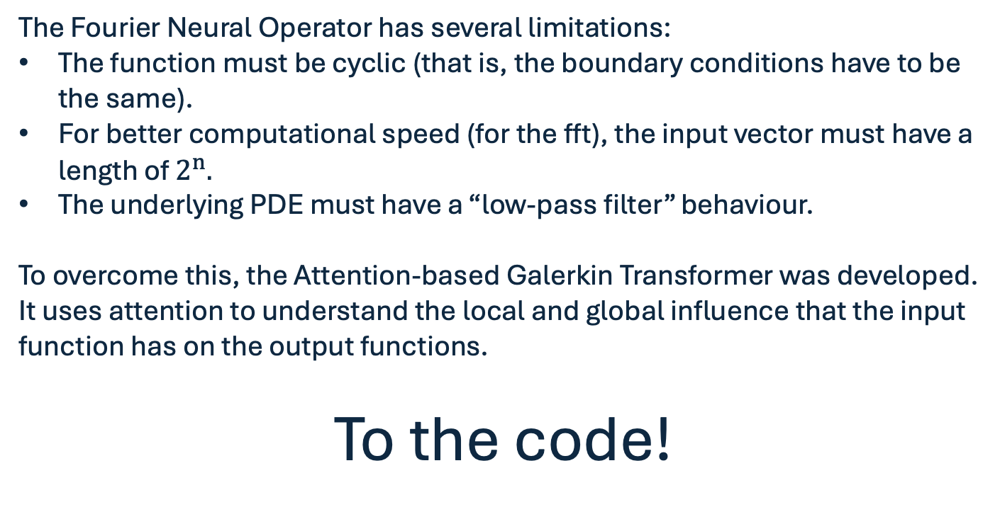 The Fourier Neural Operator has several limitations:
• The function must be cyclic (that is, the boundary conditions have to be
the same).
• For better computational speed (for the fft), the input vector must have a
length of 2ⁿ.
• The underlying PDE must have a “low-pass filter” behaviour.
To overcome this, the Attention-based Galerkin Transformer was developed.
It uses attention to understand the local and global influence that the input
function has on the output functions.
To the code!